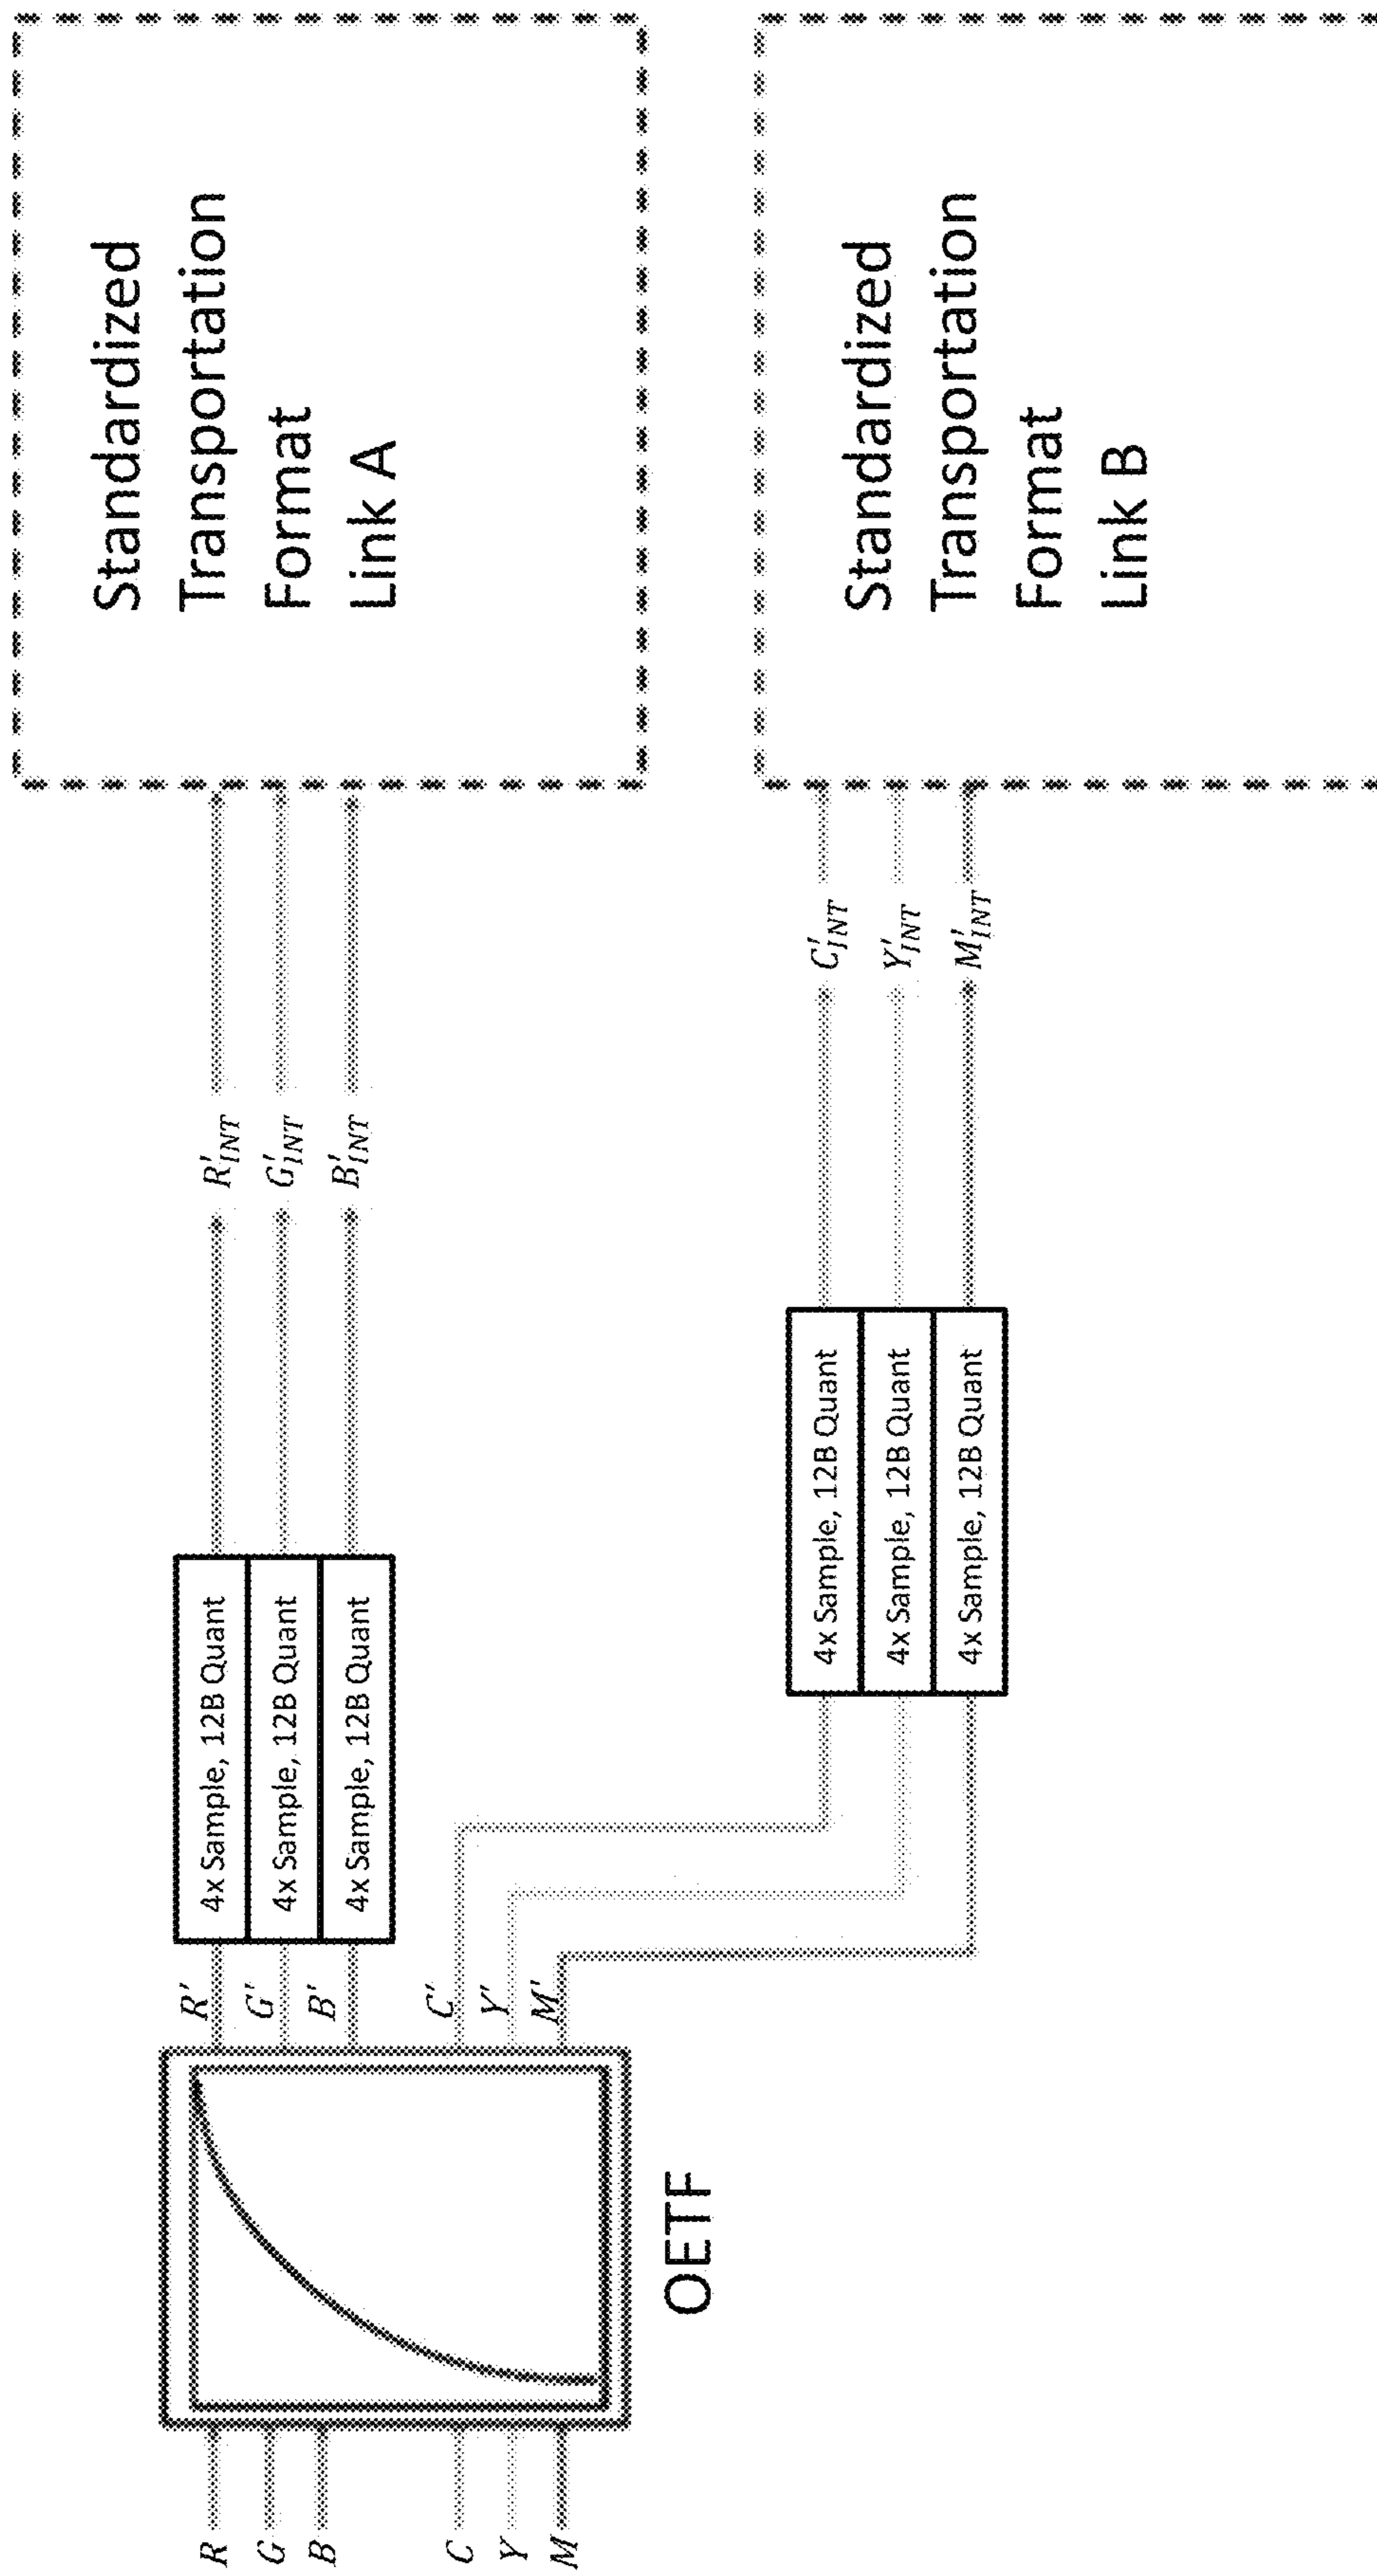 R
G
B
C
Y
M
OETF
R'
G'
B'
C'
Y'
M'
4x Sample, 12B Quant
4x Sample, 12B Quant
4x Sample, 12B Quant
4x Sample, 12B Quant
4x Sample, 12B Quant
4x Sample, 12B Quant
R'INT
G'INT
B'INT
C'INT
Y'INT
M'INT
Standardized
Transportation
Format
Link A
Standardized
Transportation
Format
Link B